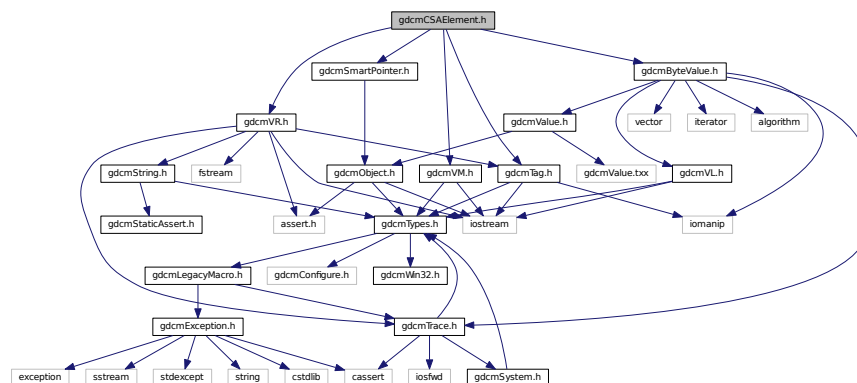 gdcmCSAElement.h
gdcmSmartPointer.h
gdcmByteValue.h
gdcmVR.h
gdcmValue.h
vector
iterator
algorithm
gdcmString.h
fstream
gdcmObject.h
gdcmVM.h
gdcmTag.h
gdcmValue.txx
gdcmVL.h
gdcmStaticAssert.h
assert.h
gdcmTypes.h
iostream
iomanip
gdcmLegacyMacro.h
gdcmConfigure.h
gdcmWin32.h
gdcmException.h
gdcmTrace.h
exception
sstream
stdexcept
string
cstdlib
cassert
iosfwd
gdcmSystem.h